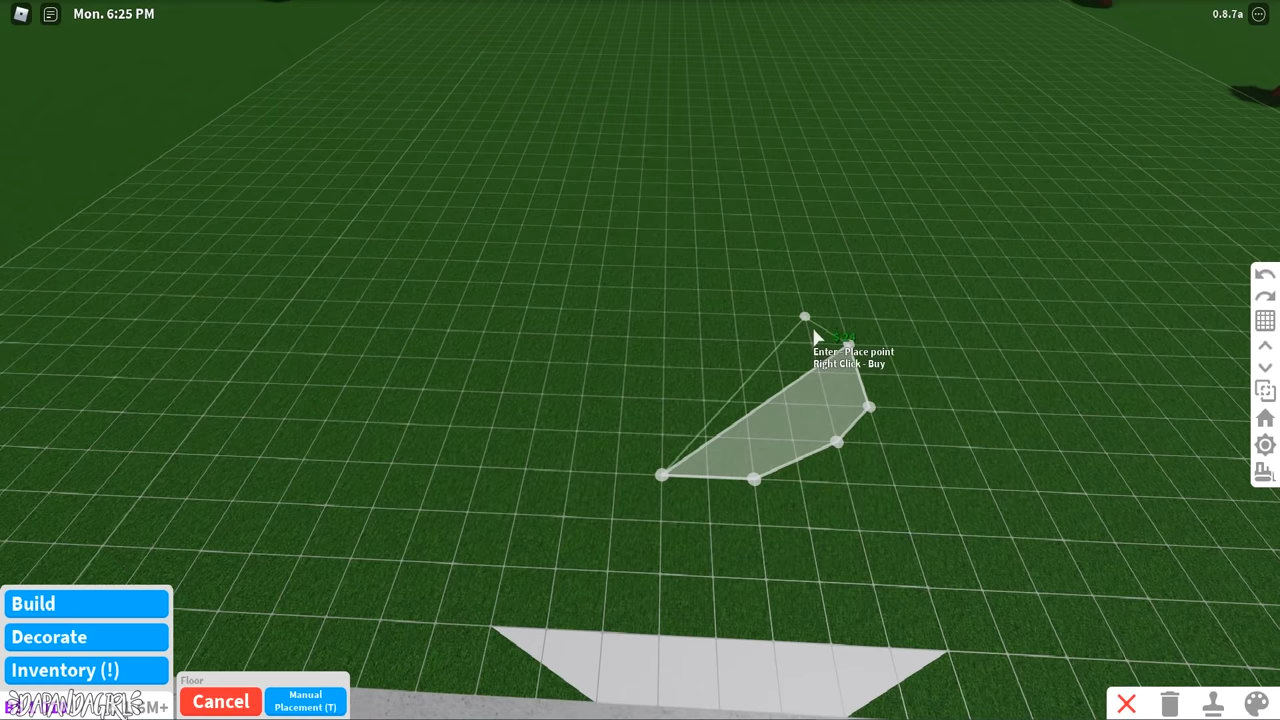 Mon. 6:25 PM
0.8.7a
Enter - Place point
Right Click - Buy
Build
Decorate
Inventory (!)
Floor
Cancel
Manual
Placement (T)
DAPANDAGIRL